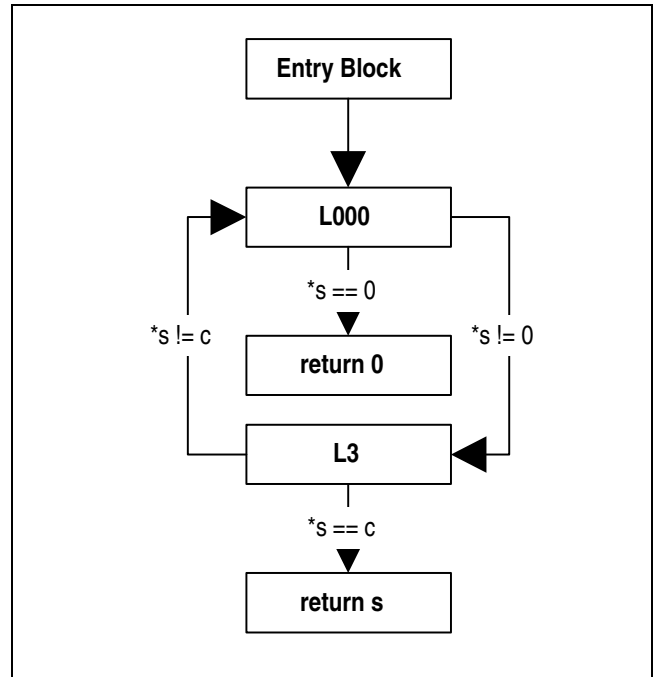 Entry Block
L000
*s == 0
*s != c
*s != 0
return 0
L3
*s == c
return s